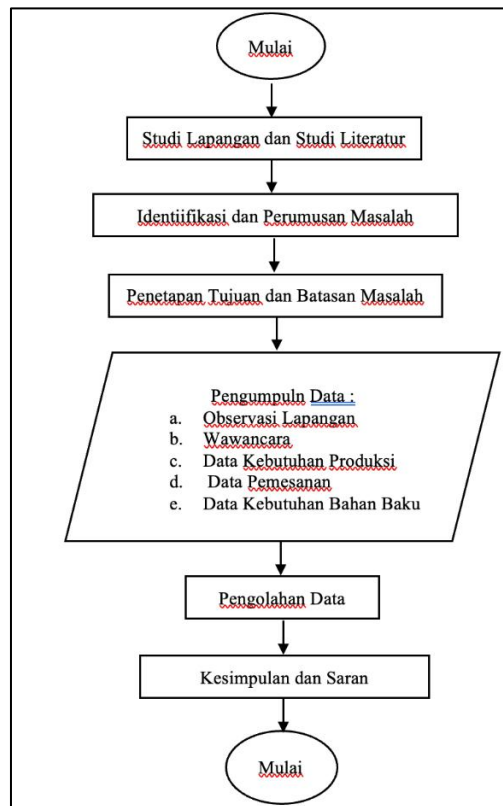 Mulai
Studi Lapangan dan Studi Literatur
Identiifikasi dan Perumusan Masalah
Penetapan Tujuan dan Batasan Masalah
Pengumpuln Data :
a. Observasi Lapangan
b. Wawancara
c. Data Kebutuhan Produksi
d. Data Pemesanan
e. Data Kebutuhan Bahan Baku
Pengolahan Data
Kesimpulan dan Saran
Mulai